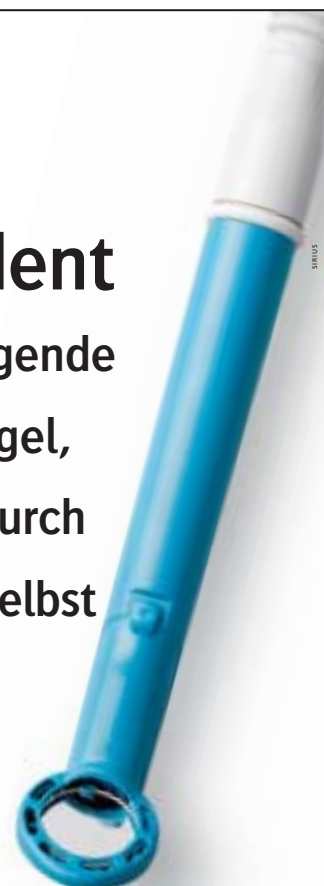 lent
gende
gel,
urch
elbst
SIRIUS